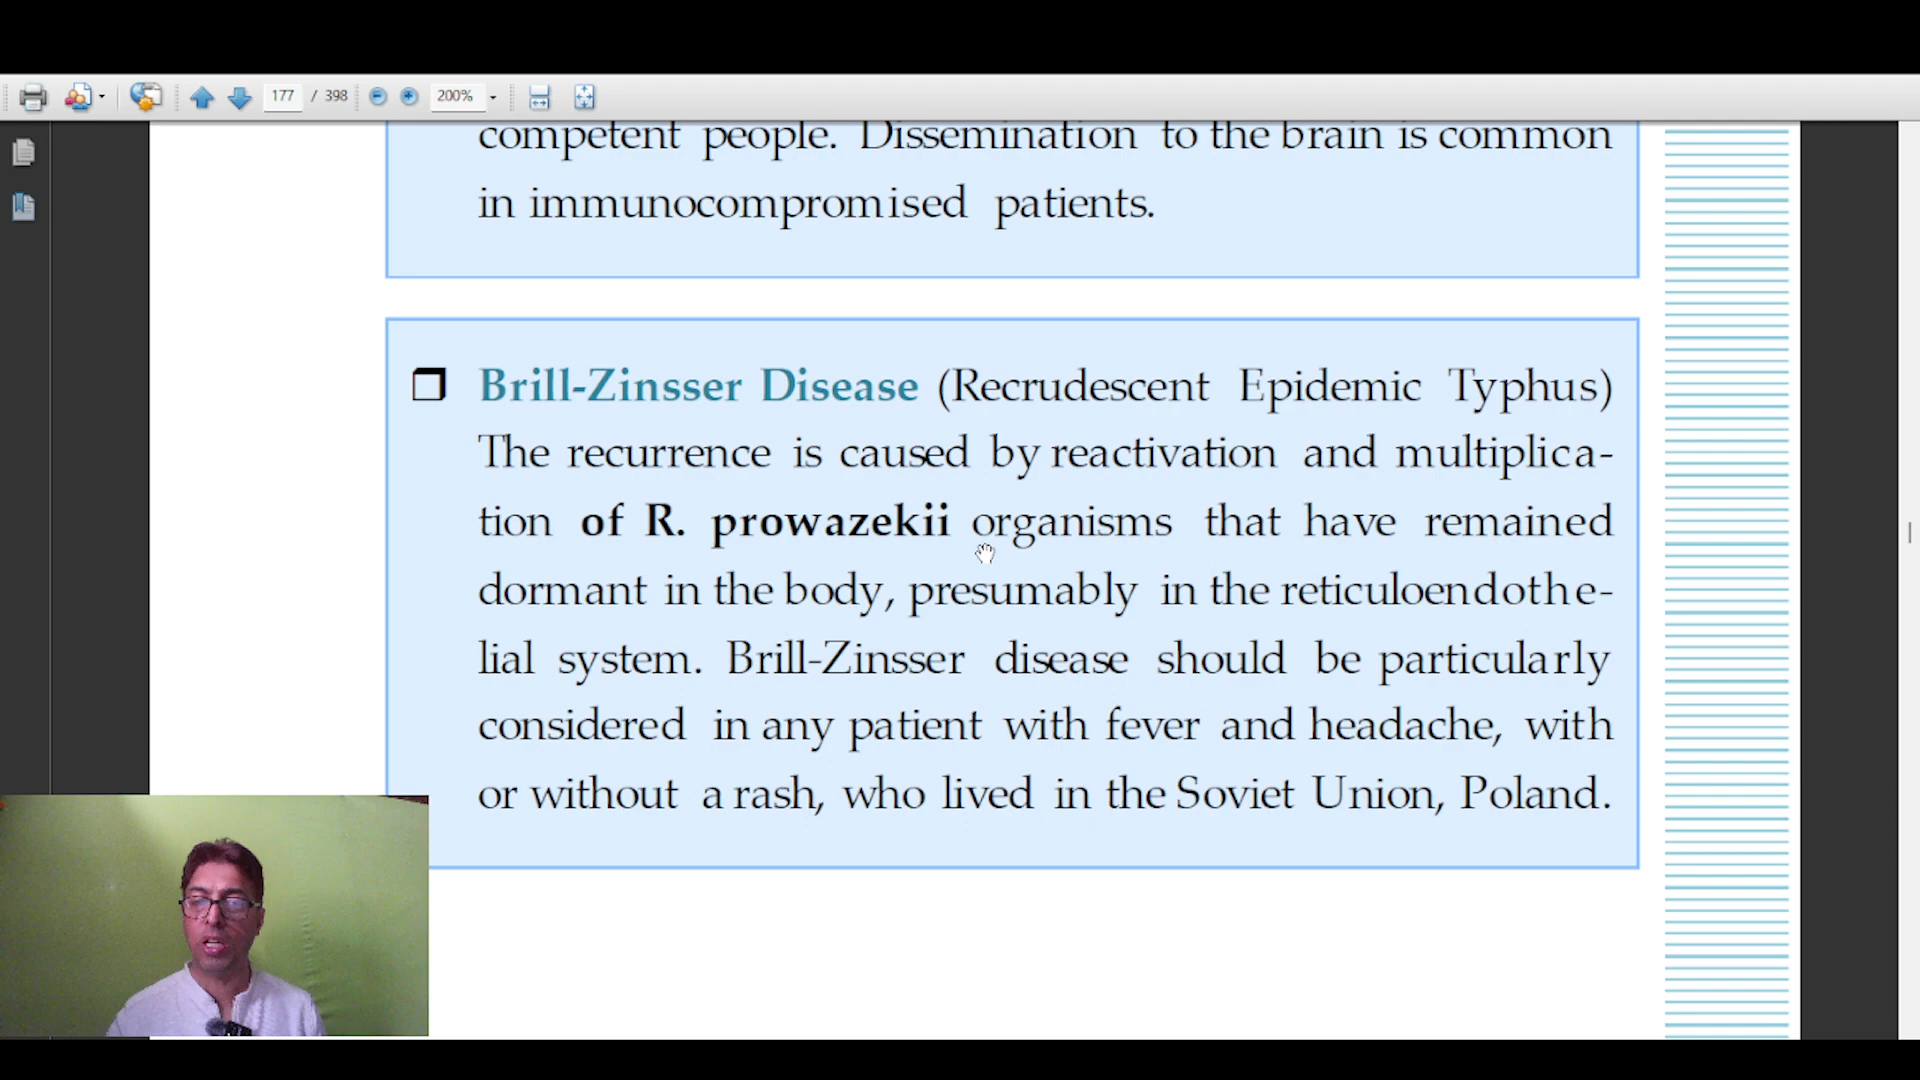 177 / 398 200%
competent people. Dissemination to the brain is common
in immunocompromised patients.
❒ Brill-Zinsser Disease (Recrudescent Epidemic Typhus)
The recurrence is caused by reactivation and multiplica-
tion of R. prowazekii organisms that have remained
dormant in the body, presumably in the reticuloendothe-
lial system. Brill-Zinsser disease should be particularly
considered in any patient with fever and headache, with
or without a rash, who lived in the Soviet Union, Poland.